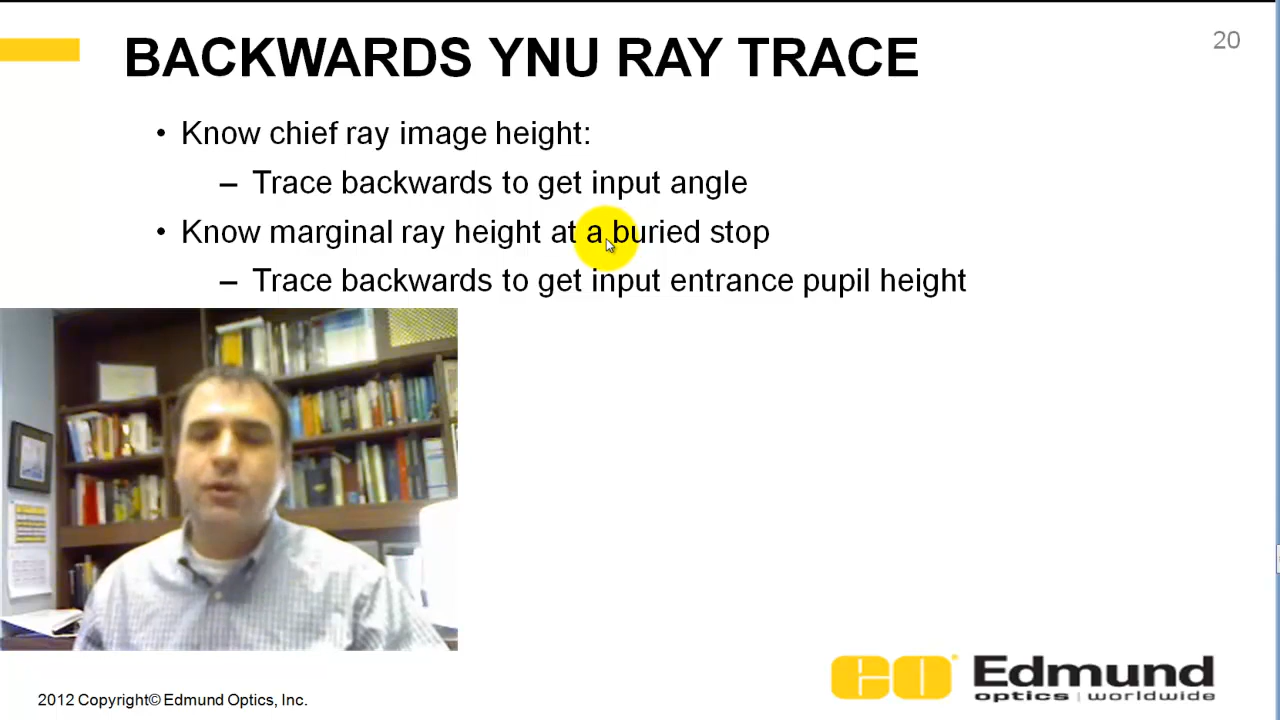 20
BACKWARDS YNU RAY TRACE
• Know chief ray image height:
– Trace backwards to get input angle
• Know marginal ray height at a buried stop
– Trace backwards to get input entrance pupil height
EO Edmund
optics | worldwide
2012 Copyright© Edmund Optics, Inc.